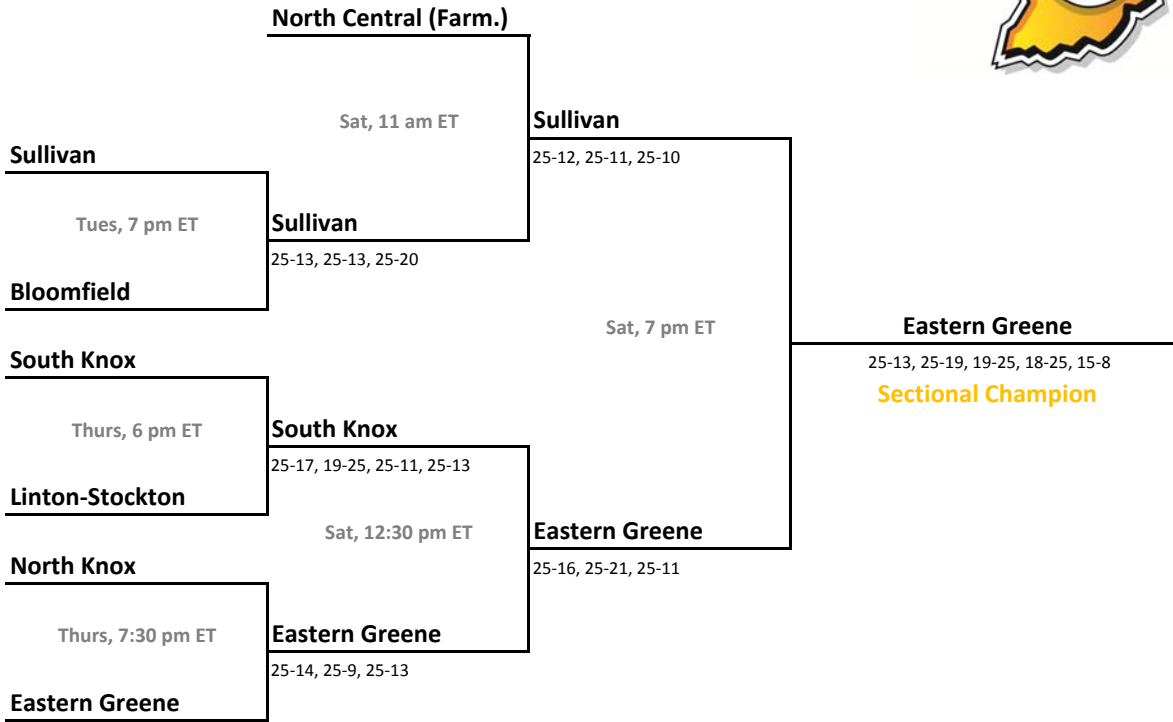 North Central (Farm.)
Sat, 11 am ET
Sullivan
25-12, 25-11, 25-10
Sullivan
Tues, 7 pm ET
Sullivan
25-13, 25-13, 25-20
Bloomfield
Sat, 7 pm ET
Eastern Greene
25-13, 25-19, 19-25, 18-25, 15-8
Sectional Champion
South Knox
Thurs, 6 pm ET
South Knox
25-17, 19-25, 25-11, 25-13
Linton-Stockton
Sat, 12:30 pm ET
Eastern Greene
25-16, 25-21, 25-11
North Knox
Thurs, 7:30 pm ET
Eastern Greene
25-14, 25-9, 25-13
Eastern Greene